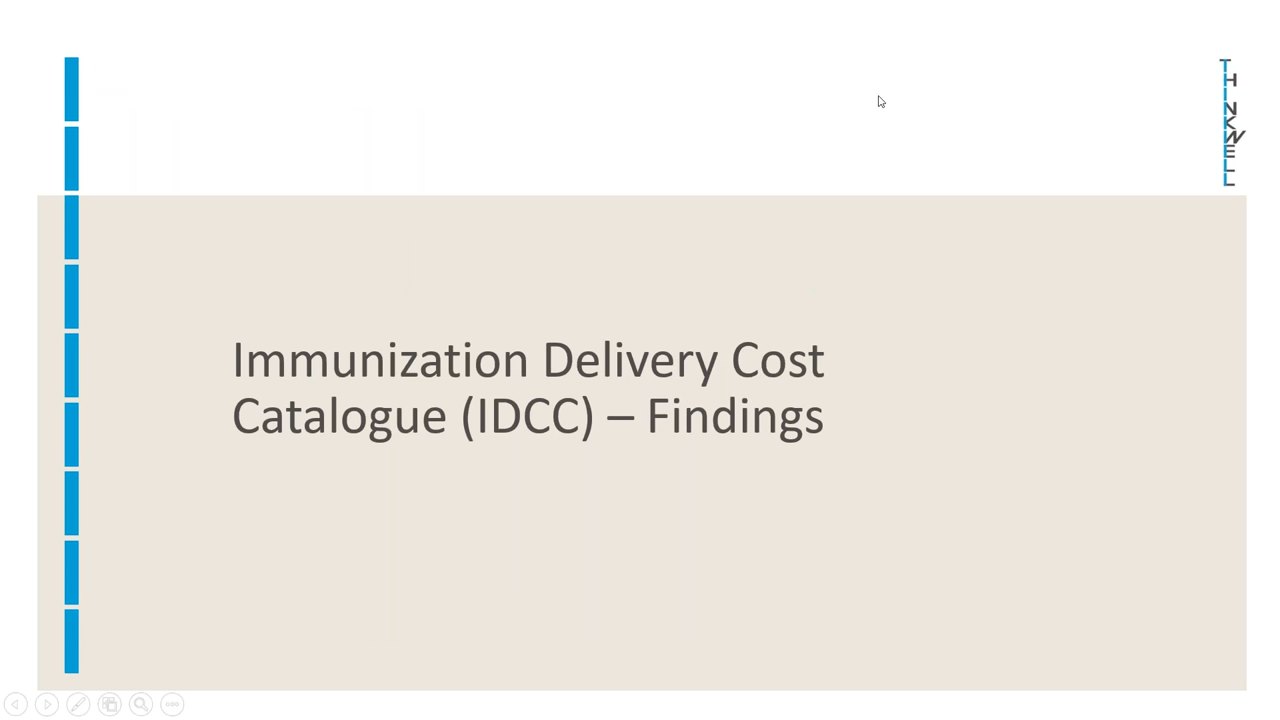 THINKWELL
Immunization Delivery Cost
Catalogue (IDCC) – Findings